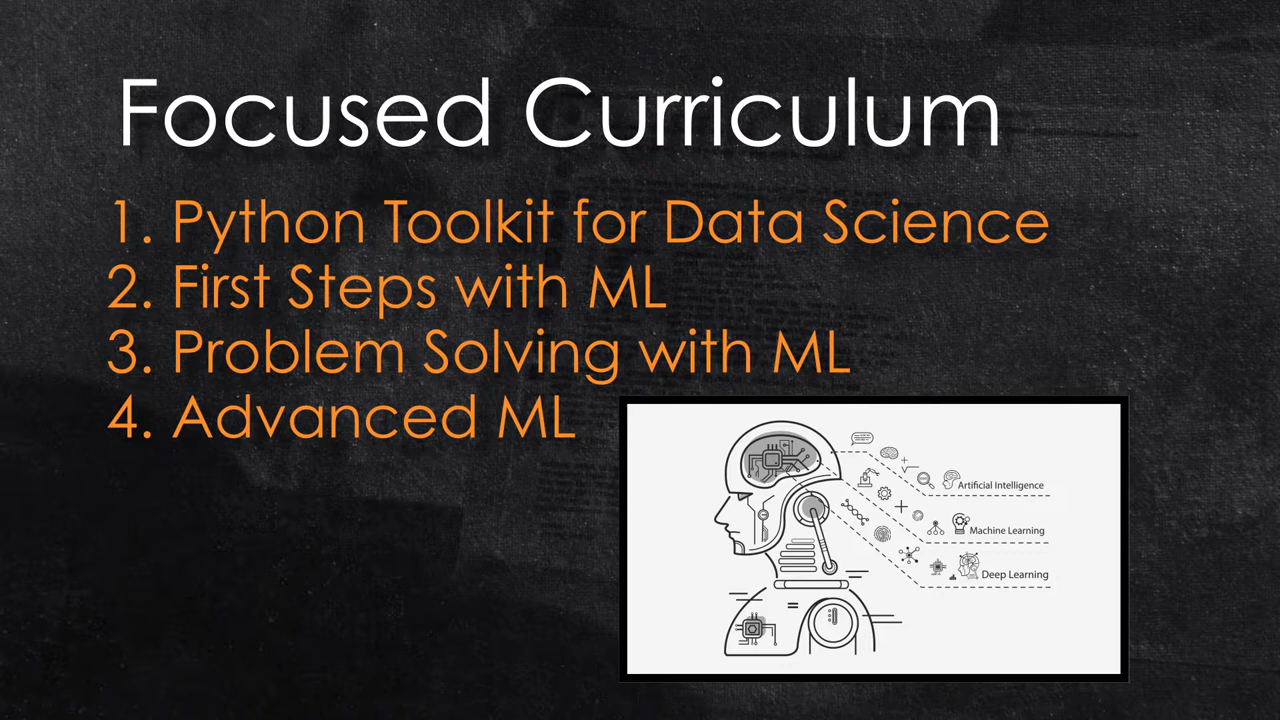 Focused Curriculum
1. Python Toolkit for Data Science
2. First Steps with ML
3. Problem Solving with ML
4. Advanced ML
Artificial Intelligence
Machine Learning
Deep Learning